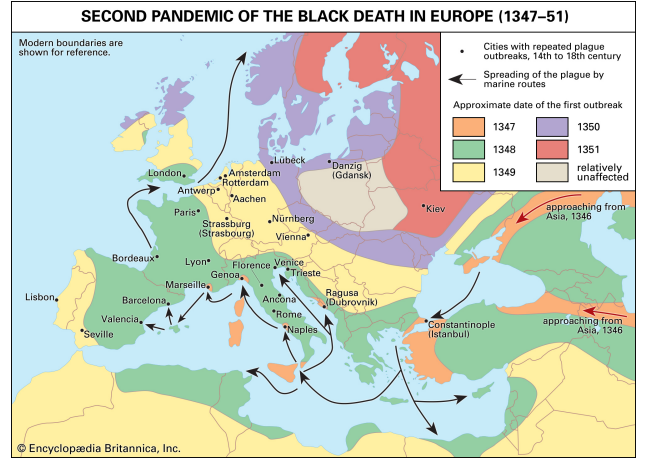 SECOND PANDEMIC OF THE BLACK DEATH IN EUROPE (1347–51)
Modern boundaries are
shown for reference.
Cities with repeated plague
outbreaks, 14th to 18th century
Spreading of the plague by
marine routes
Approximate date of the first outbreak
1347
1350
1348
1351
1349
relatively
unaffected
Lübeck
Danzig
(Gdansk)
London
Amsterdam
Rotterdam
Antwerp
Aachen
Kiev
approaching from
Asia, 1346
Paris
Nürnberg
Strassburg
(Strasbourg)
Vienna
Bordeaux
Lyon
Florence
Venice
Trieste
Genoa
Marseille
Lisbon
Barcelona
Ancona
Ragusa
(Dubrovnik)
Rome
Valencia
Seville
Naples
Constantinople
(Istanbul)
approaching from
Asia, 1346
© Encyclopædia Britannica, Inc.